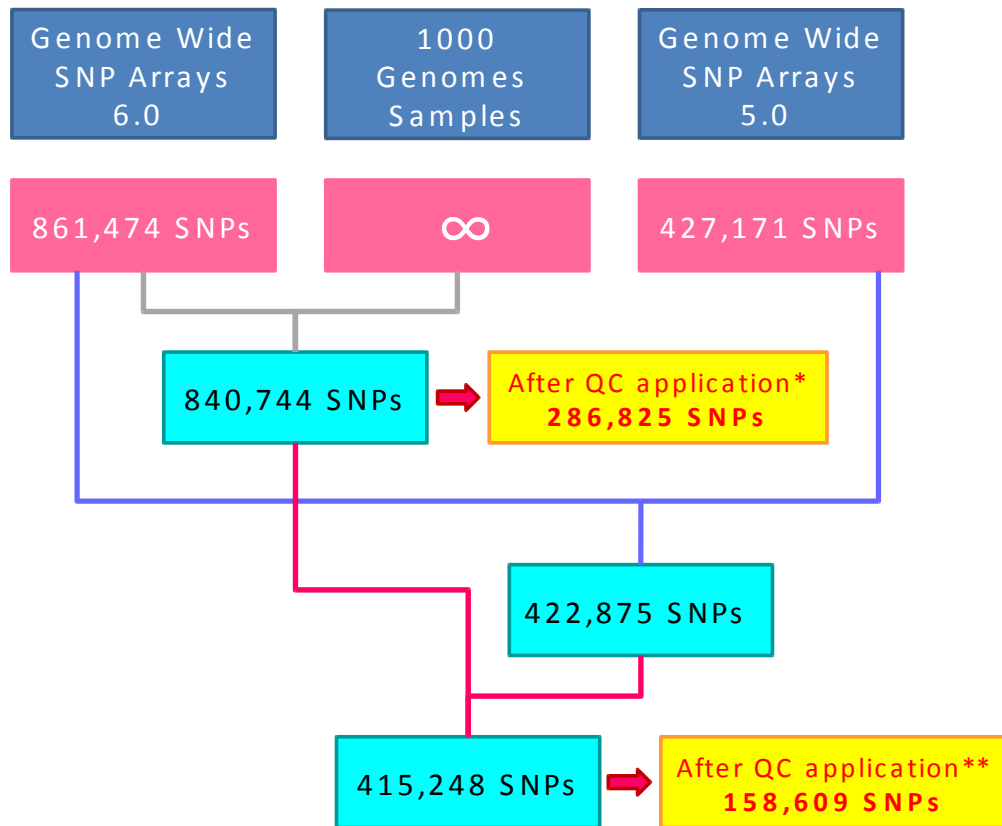 Genome Wide
SNP Arrays
6.0
1000
Genomes
Samples
Genome Wide
SNP Arrays
5.0
861,474 SNPs
∞
427,171 SNPs
840,744 SNPs
After QC application*
286,825 SNPs
422,875 SNPs
415,248 SNPs
After QC application**
158,609 SNPs